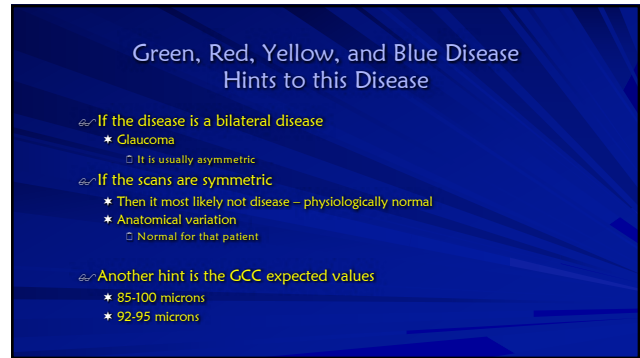 Green, Red, Yellow, and Blue Disease
Hints to this Disease
If the disease is a bilateral disease
Glaucoma
It is usually asymmetric
If the scans are symmetric
Then it most likely not disease – physiologically normal
Anatomical variation
Normal for that patient
Another hint is the GCC expected values
85-100 microns
92-95 microns